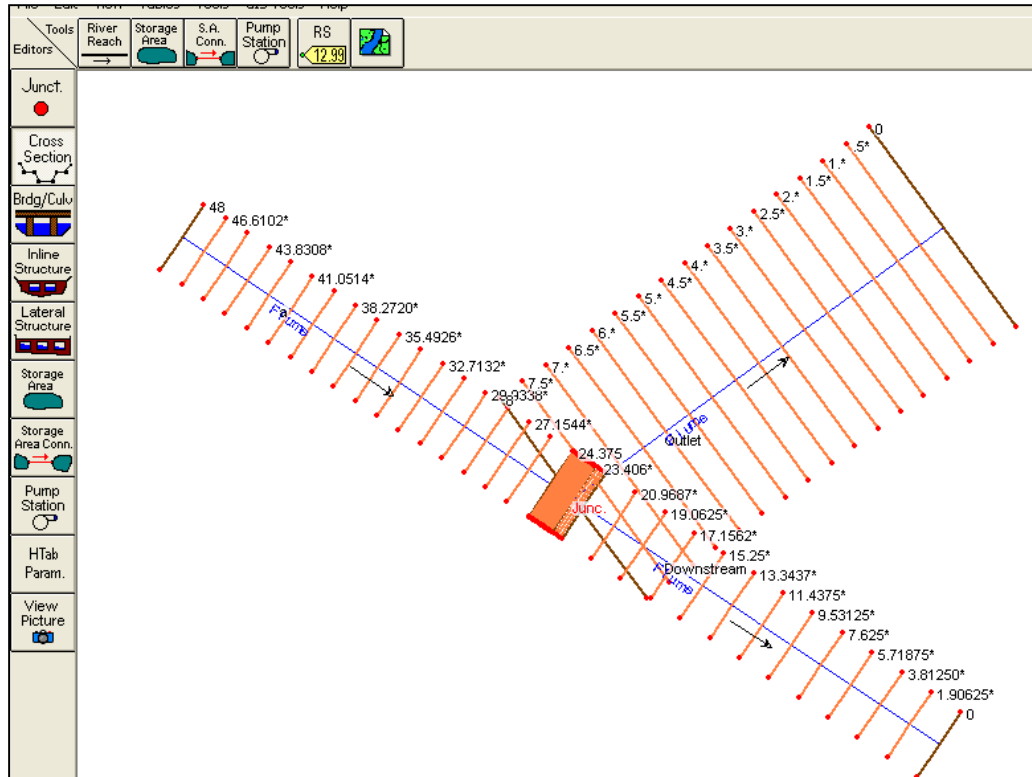 Tools
Editors
River
Reach
Storage
Area
S.A.
Conn.
Pump
Station
RS
12.99
Junct.
Cross
Section
Brdg/Culv
Inline
Structure
Lateral
Structure
Storage
Area
Storage
Area Conn.
Pump
Station
HTab
Param.
View
Picture
48
46.6102*
43.8308*
41.0514*
38.2720*
35.4926*
32.7132*
29.9338*
27.1544*
24.375
23.406*
20.9687*
19.0625*
17.1562*
15.25*
13.3437*
11.4375*
9.53125*
7.625*
5.71875*
3.81250*
1.90625*
0
0
.5*
1.*
1.5*
2.*
2.5*
3.*
3.5*
4.*
4.5*
5.*
5.5*
6.*
6.5*
7.*
7.5*
8
Junc.
Outlet
Downstream